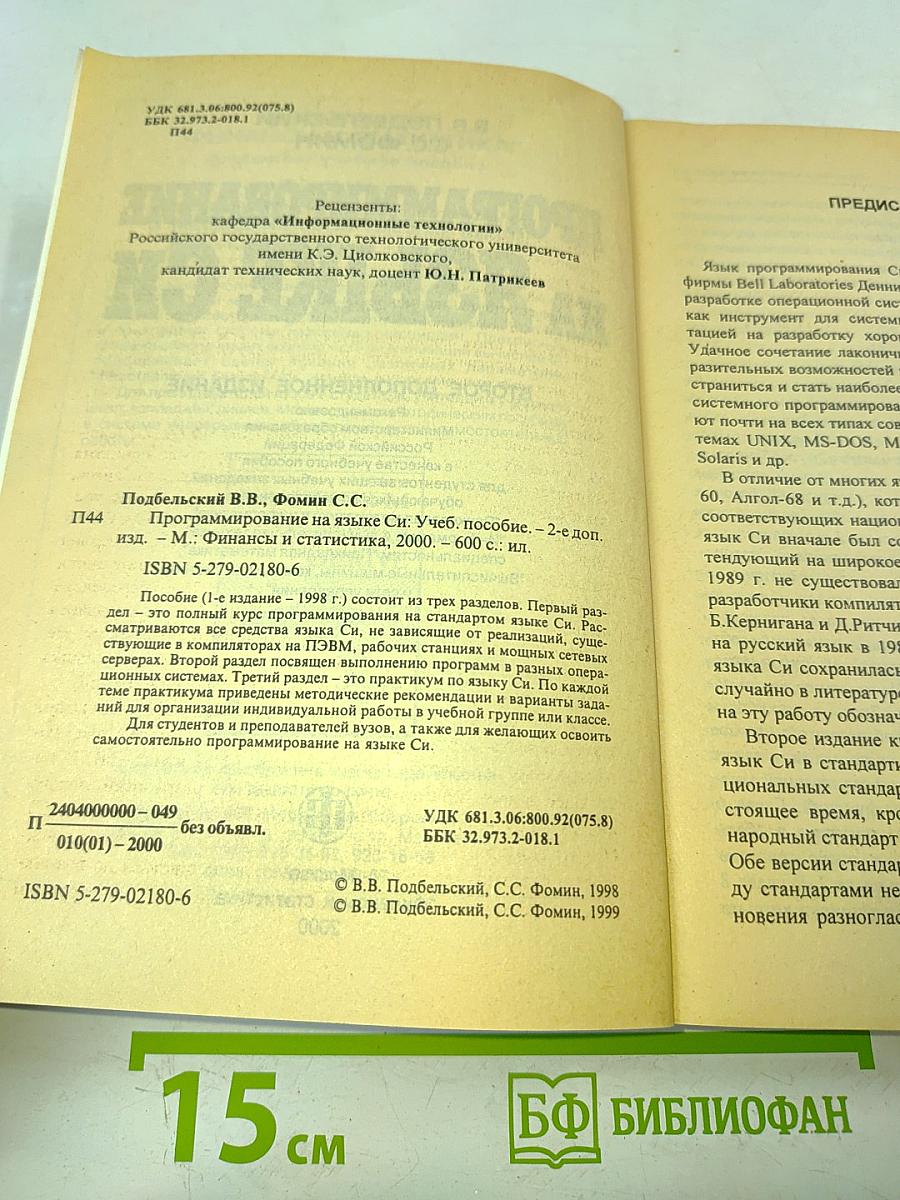 УДК 681.3.06:800.92(075.8)
ББК 32.973.2-018.1
П44
Рецензенты:
кафедра «Информационные технологии»
Российского государственного технологического университета
имени К.Э. Циолковского,
кандидат технических наук, доцент Ю.Н. Патрикеев
Подбельский В.В., Фомин С.С.
П44 Программирование на языке Си: Учеб. пособие. – 2-е доп.
изд. – М.: Финансы и статистика, 2000. – 600 с.: ил.
ISBN 5-279-02180-6
Пособие (1-е издание – 1998 г.) состоит из трех разделов. Первый раз-
дел – это полный курс программирования на стандартом языке Си. Рас-
сматриваются все средства языка Си, не зависящие от реализаций, суще-
ствующие в компиляторах на ПЭВМ, рабочих станциях и мощных сетевых
серверах. Второй раздел посвящен выполнению программ в разных опера-
ционных системах. Третий раздел – это практикум по языку Си. По каждой
теме практикума приведены методические рекомендации и варианты зада-
ний для организации индивидуальной работы в учебной группе или классе.
Для студентов и преподавателей вузов, а также для желающих освоить
самостоятельно программирование на языке Си.
П 2404000000 – 049 без объявл.
010(01) – 2000
УДК 681.3.06:800.92(075.8)
ББК 32.973.2-018.1
ISBN 5-279-02180-6
© В.В. Подбельский, С.С. Фомин, 1998
© В.В. Подбельский, С.С. Фомин, 1999
ПРЕДИС
Язык программирования С
фирмы Bell Laboratories Денни
разработке операционной сис
как инструмент для систем
тацией на разработку хоро
Удачное сочетание лаконич
разительных возможностей
страниться и стать наиболее
системного программирова
ют почти на всех типах сов
темах UNIX, MS-DOS, M
Solaris и др.
В отличие от многих я
60, Алгол-68 и т.д.), кот
соответствующих национ
язык Си вначале был со
тендующий на широкое
1989 г. не существовал
разработчики компилят
Б.Кернигана и Д.Ритчи
на русский язык в 198
языка Си сохранилась
случайно в литературе
на эту работу обознач
Второе издание к
язык Си в стандарт
циональных стандар
стоящее время, кро
народный стандарт
Обе версии стандар
ду стандартами не
новения разноглас
15 см
БФ БИБЛИОФАН